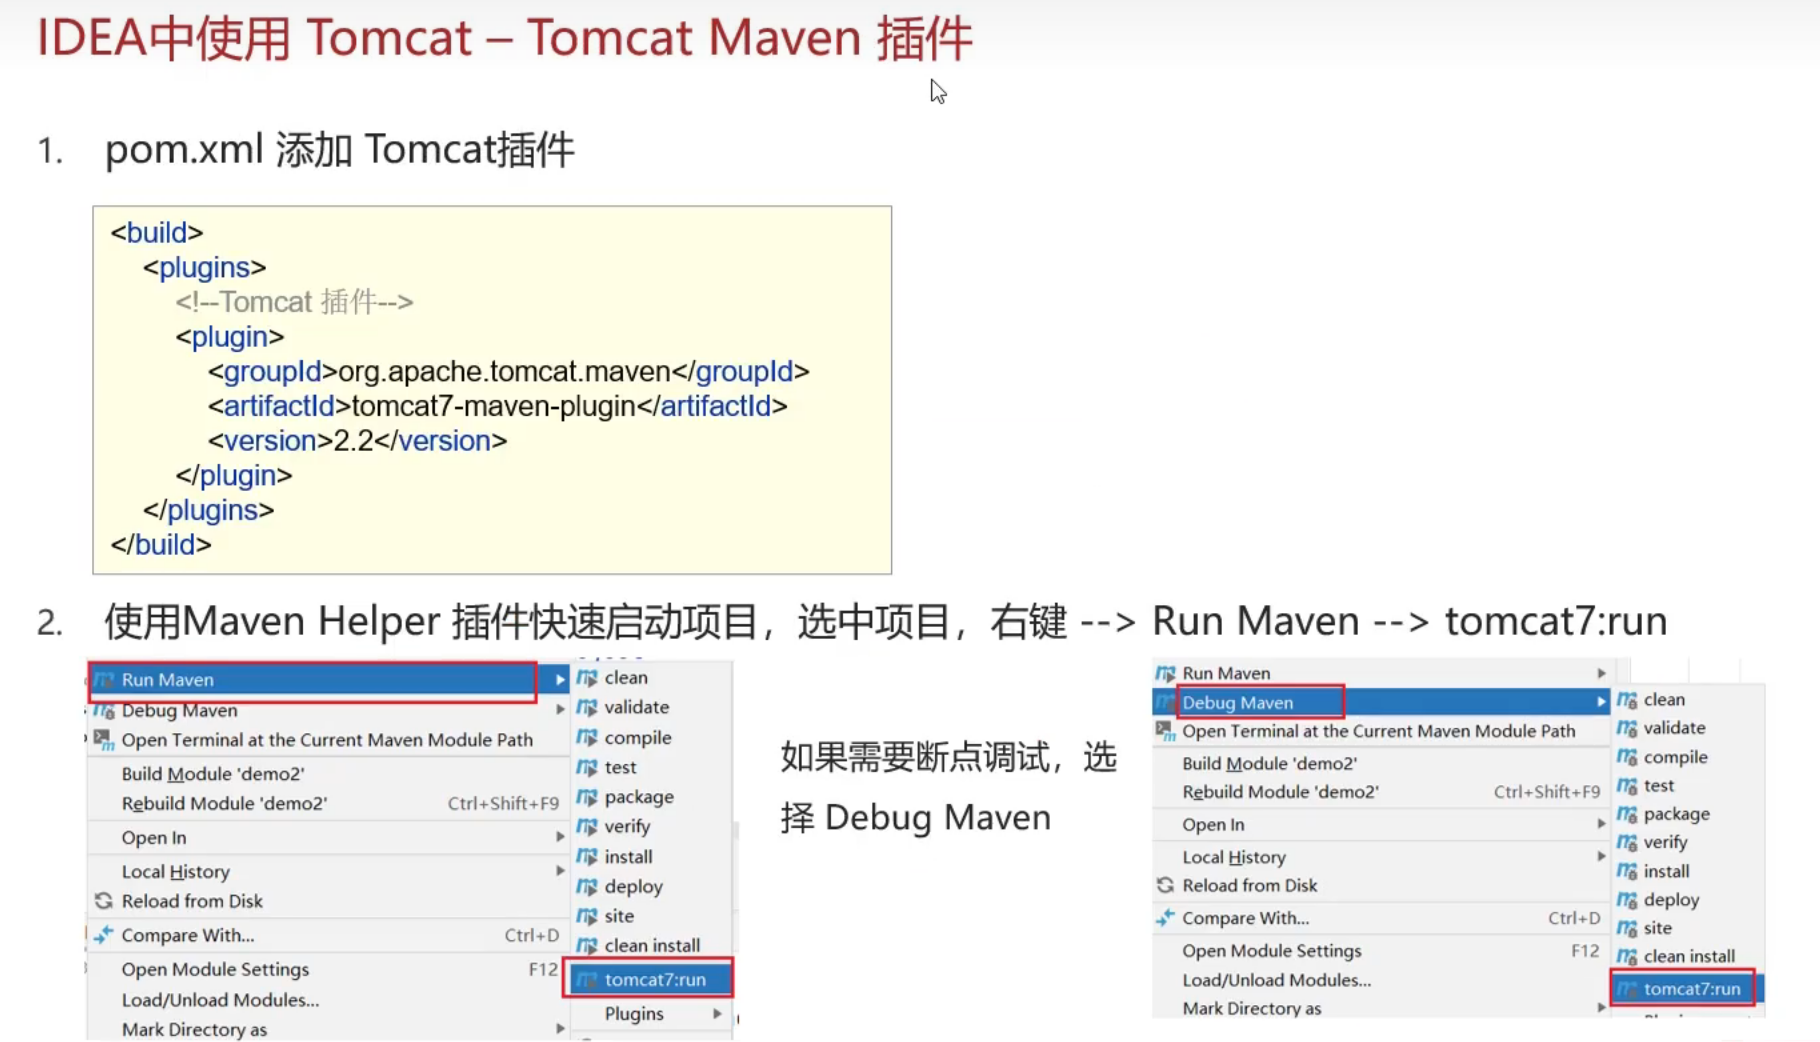 IDEA中使用 Tomcat – Tomcat Maven 插件
1. pom.xml 添加 Tomcat插件
<build>
<plugins>
<!--Tomcat 插件-->
<plugin>
<groupId>org.apache.tomcat.maven</groupId>
<artifactId>tomcat7-maven-plugin</artifactId>
<version>2.2</version>
</plugin>
</plugins>
</build>
2. 使用Maven Helper 插件快速启动项目，选中项目，右键 --> Run Maven --> tomcat7:run
Run Maven
Debug Maven
Open Terminal at the Current Maven Module Path
Build Module 'demo2'
Rebuild Module 'demo2' Ctrl+Shift+F9
Open In
Local History
Reload from Disk
Compare With... Ctrl+D
Open Module Settings F12
Load/Unload Modules...
Mark Directory as
clean
validate
compile
test
package
verify
install
deploy
site
clean install
tomcat7:run
Plugins
如果需要断点调试，选
择 Debug Maven
Run Maven
Debug Maven
Open Terminal at the Current Maven Module Path
Build Module 'demo2'
Rebuild Module 'demo2' Ctrl+Shift+F9
Open In
Local History
Reload from Disk
Compare With... Ctrl+D
Open Module Settings F12
Load/Unload Modules...
Mark Directory as
clean
validate
compile
test
package
verify
install
deploy
site
clean install
tomcat7:run